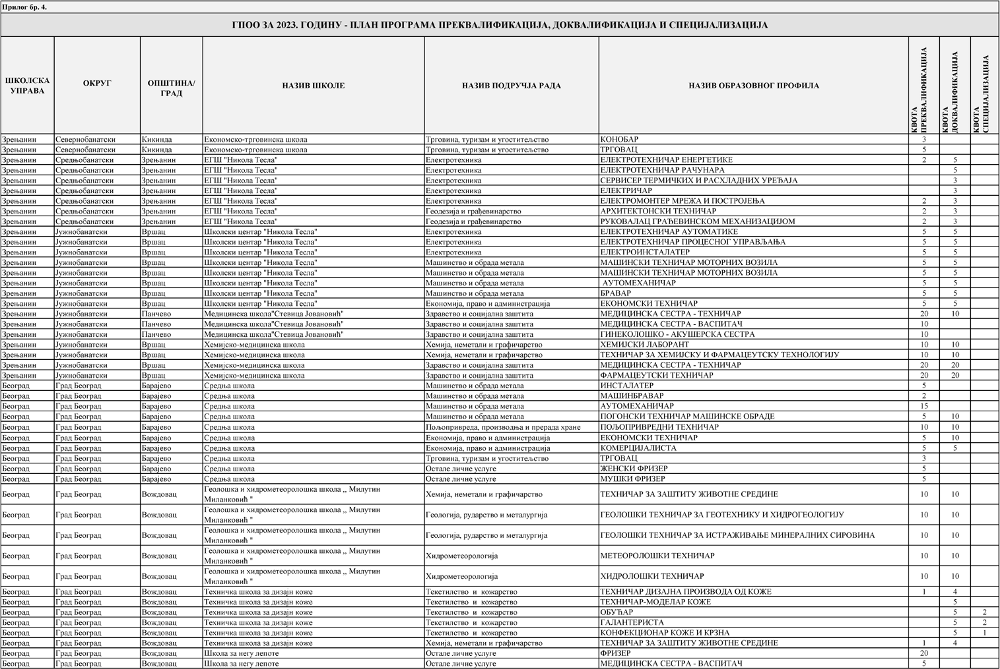 Прилог бр. 4.
ГПОО ЗА 2023. ГОДИНУ - ПЛАН ПРОГРАМА ПРЕКВАЛИФИКАЦИЈА, ДОКВАЛИФИКАЦИЈА И СПЕЦИЈАЛИЗАЦИЈА
ШКОЛСКА УПРАВА ОКРУГ ОПШТИНА/ ГРАД НАЗИВ ШКОЛЕ НАЗИВ ПОДРУЧЈА РАДА НАЗИВ ОБРАЗОВНОГ ПРОФИЛА КВОТА ПРЕКВАЛИФИКАЦИЈА КВОТА ДОКВАЛИФИКАЦИЈА КВОТА СПЕЦИЈАЛИЗАЦИЈА
Зрењанин Севернобанатски Кикинда Економско-трговинска школа Трговина, туризам и угоститељство КОНОБАР 3
Зрењанин Севернобанатски Кикинда Економско-трговинска школа Трговина, туризам и угоститељство ТРГОВАЦ 5
Зрењанин Средњобанатски Зрењанин ЕГШ "Никола Тесла" Електротехника ЕЛЕКТРОТЕХНИЧАР ЕНЕРГЕТИКЕ 2 5
Зрењанин Средњобанатски Зрењанин ЕГШ "Никола Тесла" Електротехника ЕЛЕКТРОТЕХНИЧАР РАЧУНАРА 5
Зрењанин Средњобанатски Зрењанин ЕГШ "Никола Тесла" Електротехника СЕРВИСЕР ТЕРМИЧКИХ И РАСХЛАДНИХ УРЕЂАЈА 3
Зрењанин Средњобанатски Зрењанин ЕГШ "Никола Тесла" Електротехника ЕЛЕКТРИЧАР 3
Зрењанин Средњобанатски Зрењанин ЕГШ "Никола Тесла" Електротехника ЕЛЕКТРОМОНТЕР МРЕЖА И ПОСТРОЈЕЊА 2 3
Зрењанин Средњобанатски Зрењанин ЕГШ "Никола Тесла" Геодезија и грађевинарство АРХИТЕКТОНСКИ ТЕХНИЧАР 2 3
Зрењанин Средњобанатски Зрењанин ЕГШ "Никола Тесла" Геодезија и грађевинарство РУКОВАЛАЦ ГРАЂЕВИНСКОМ МЕХАНИЗАЦИЈОМ 2 3
Зрењанин Јужнобанатски Вршац Школски центар "Никола Тесла" Електротехника ЕЛЕКТРОТЕХНИЧАР АУТОМАТИКЕ 5 5
Зрењанин Јужнобанатски Вршац Школски центар "Никола Тесла" Електротехника ЕЛЕКТРОТЕХНИЧАР ПРОЦЕСНОГ УПРАВЉАЊА 5 5
Зрењанин Јужнобанатски Вршац Школски центар "Никола Тесла" Електротехника ЕЛЕКТРОИНСТАЛАТЕР 5 5
Зрењанин Јужнобанатски Вршац Школски центар "Никола Тесла" Машинство и обрада метала МАШИНСКИ ТЕХНИЧАР МОТОРНИХ ВОЗИЛА 5 5
Зрењанин Јужнобанатски Вршац Школски центар "Никола Тесла" Машинство и обрада метала МАШИНСКИ ТЕХНИЧАР МОТОРНИХ ВОЗИЛА 5 5
Зрењанин Јужнобанатски Вршац Школски центар "Никола Тесла" Машинство и обрада метала АУТОМЕХАНИЧАР 5 5
Зрењанин Јужнобанатски Вршац Школски центар "Никола Тесла" Машинство и обрада метала БРАВАР 5 5
Зрењанин Јужнобанатски Вршац Школски центар "Никола Тесла" Економија, право и администрација ЕКОНОМСКИ ТЕХНИЧАР 5 5
Зрењанин Јужнобанатски Панчево Медицинска школа"Стевица Јовановић" Здравство и социјална заштита МЕДИЦИНСКА СЕСТРА - ТЕХНИЧАР 20 10
Зрењанин Јужнобанатски Панчево Медицинска школа"Стевица Јовановић" Здравство и социјална заштита МЕДИЦИНСКА СЕСТРА - ВАСПИТАЧ 10
Зрењанин Јужнобанатски Панчево Медицинска школа"Стевица Јовановић" Здравство и социјална заштита ГИНЕКОЛОШКО - АКУШЕРСКА СЕСТРА 10
Зрењанин Јужнобанатски Вршац Хемијско-медицинска школа Хемија, неметали и графичарство ХЕМИЈСКИ ЛАБОРАНТ 10 10
Зрењанин Јужнобанатски Вршац Хемијско-медицинска школа Хемија, неметали и графичарство ТЕХНИЧАР ЗА ХЕМИЈСКУ И ФАРМАЦЕУТСКУ ТЕХНОЛОГИЈУ 10 10
Зрењанин Јужнобанатски Вршац Хемијско-медицинска школа Здравство и социјална заштита МЕДИЦИНСКА СЕСТРА - ТЕХНИЧАР 20 20
Зрењанин Јужнобанатски Вршац Хемијско-медицинска школа Здравство и социјална заштита ФАРМАЦЕУТСКИ ТЕХНИЧАР 20 20
Београд Град Београд Барајево Средња школа Машинство и обрада метала ИНСТАЛАТЕР 5
Београд Град Београд Барајево Средња школа Машинство и обрада метала МАШИНБРАВАР 2
Београд Град Београд Барајево Средња школа Машинство и обрада метала АУТОМЕХАНИЧАР 15
Београд Град Београд Барајево Средња школа Машинство и обрада метала ПОГОНСКИ ТЕХНИЧАР МАШИНСКЕ ОБРАДЕ 5 10
Београд Град Београд Барајево Средња школа Пољопривреда, производња и прерада хране ПОЉОПРИВРЕДНИ ТЕХНИЧАР 10 10
Београд Град Београд Барајево Средња школа Економија, право и администрација ЕКОНОМСКИ ТЕХНИЧАР 5 10
Београд Град Београд Барајево Средња школа Економија, право и администрација КОМЕРЦИЈАЛИСТА 5 5
Београд Град Београд Барајево Средња школа Трговина, туризам и угоститељство ТРГОВАЦ 3
Београд Град Београд Барајево Средња школа Остале личне услуге ЖЕНСКИ ФРИЗЕР 5
Београд Град Београд Барајево Средња школа Остале личне услуге МУШКИ ФРИЗЕР 5
Београд Град Београд Вождовац Геолошка и хидрометеоролошка школа ,, Милутин Миланковић " Хемија, неметали и графичарство ТЕХНИЧАР ЗА ЗАШТИТУ ЖИВОТНЕ СРЕДИНЕ 10 10
Београд Град Београд Вождовац Геолошка и хидрометеоролошка школа ,, Милутин Миланковић " Геологија, рударство и металургија ГЕОЛОШКИ ТЕХНИЧАР ЗА ГЕОТЕХНИКУ И ХИДРОГЕОЛОГИЈУ 10 10
Београд Град Београд Вождовац Геолошка и хидрометеоролошка школа ,, Милутин Миланковић " Геологија, рударство и металургија ГЕОЛОШКИ ТЕХНИЧАР ЗА ИСТРАЖИВАЊЕ МИНЕРАЛНИХ СИРОВИНА 10 10
Београд Град Београд Вождовац Геолошка и хидрометеоролошка школа ,, Милутин Миланковић " Хидрометеорологија МЕТЕОРОЛОШКИ ТЕХНИЧАР 10 10
Београд Град Београд Вождовац Геолошка и хидрометеоролошка школа ,, Милутин Миланковић " Хидрометеорологија ХИДРОЛОШКИ ТЕХНИЧАР 10 10
Београд Град Београд Вождовац Техничка школа за дизајн коже Текстилство и кожарство ТЕХНИЧАР ДИЗАЈНА ПРОИЗВОДА ОД КОЖЕ 1 4
Београд Град Београд Вождовац Техничка школа за дизајн коже Текстилство и кожарство ТЕХНИЧАР-МОДЕЛАР КОЖЕ 5
Београд Град Београд Вождовац Техничка школа за дизајн коже Текстилство и кожарство ОБУЋАР 5 2
Београд Град Београд Вождовац Техничка школа за дизајн коже Текстилство и кожарство ГАЛАНТЕРИСТА 5 2
Београд Град Београд Вождовац Техничка школа за дизајн коже Текстилство и кожарство КОНФЕКЦИОНАР КОЖЕ И КРЗНА 5 1
Београд Град Београд Вождовац Техничка школа за дизајн коже Хемија, неметали и графичарство ТЕХНИЧАР ЗА ЗАШТИТУ ЖИВОТНЕ СРЕДИНЕ 1 4
Београд Град Београд Вождовац Школа за негу лепоте Остале личне услуге ФРИЗЕР 20
Београд Град Београд Вождовац Школа за негу лепоте Остале личне услуге МЕДИЦИНСКА СЕСТРА - ВАСПИТАЧ 5